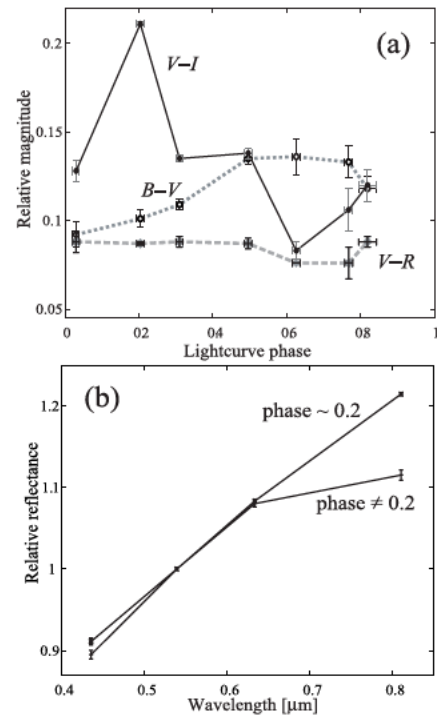 (a)
0.2
V−I
0.15
B−V
0.1
V−R
0.05
Relative magnitude
0 02 04 06 08 1
Lightcurve phase
(b)
1.2
phase ~ 0.2
1.1
phase ≠ 0.2
1
0.9
Relative reflectance
0.4 0.5 0.6 0.7 0.8
Wavelength [μm]